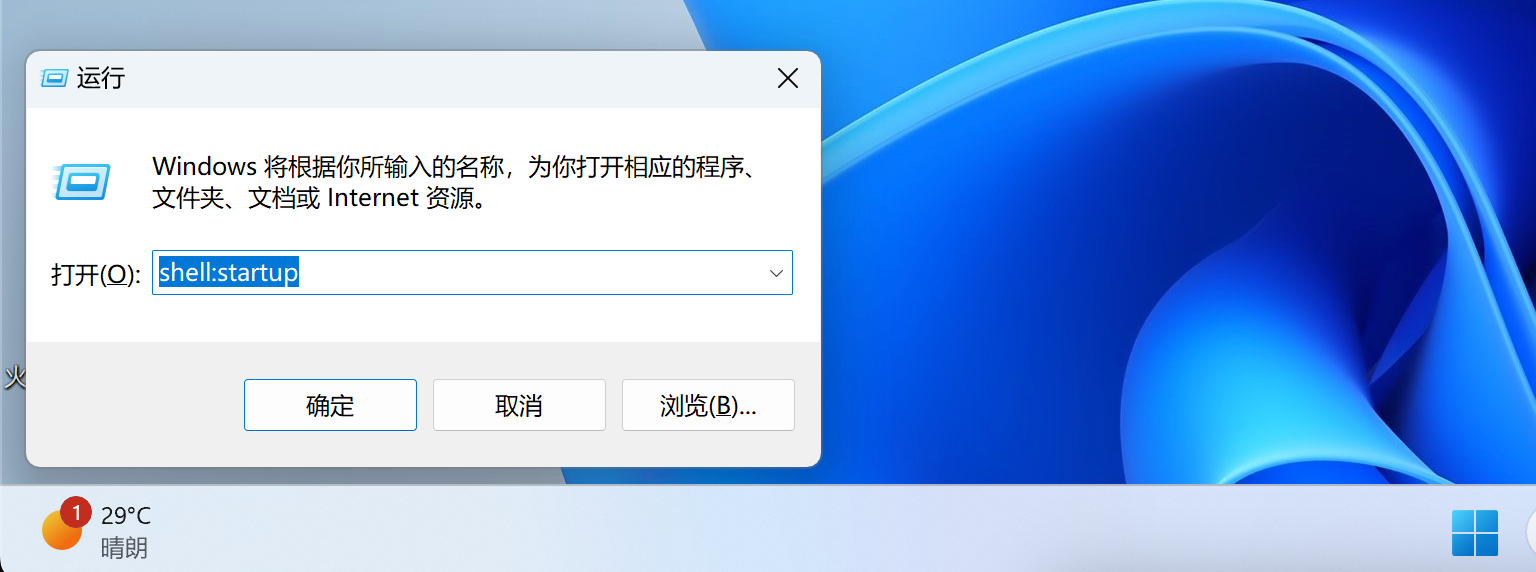 运行
Windows 将根据你所输入的名称，为你打开相应的程序、
文件夹、文档或 Internet 资源。
打开(O): shell:startup
确定 取消 浏览(B)...
火
1
29°C
晴朗